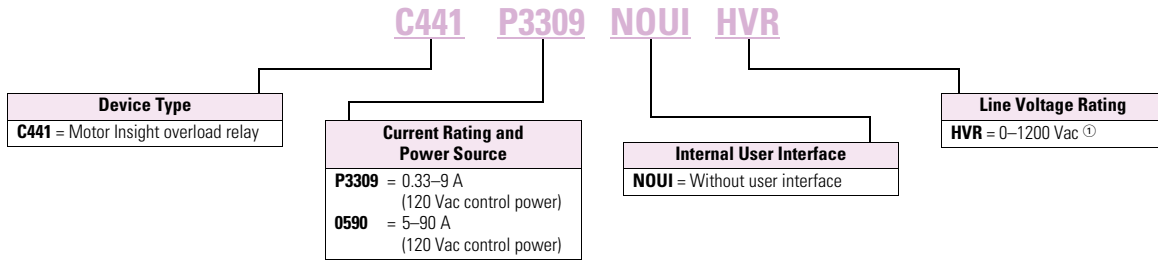 C441 P3309 NOUI HVR
Device Type
C441 = Motor Insight overload relay
Current Rating and
Power Source
P3309 = 0.33–9 A
(120 Vac control power)
0590 = 5–90 A
(120 Vac control power)
Internal User Interface
NOUI = Without user interface
Line Voltage Rating
HVR = 0–1200 Vac ①